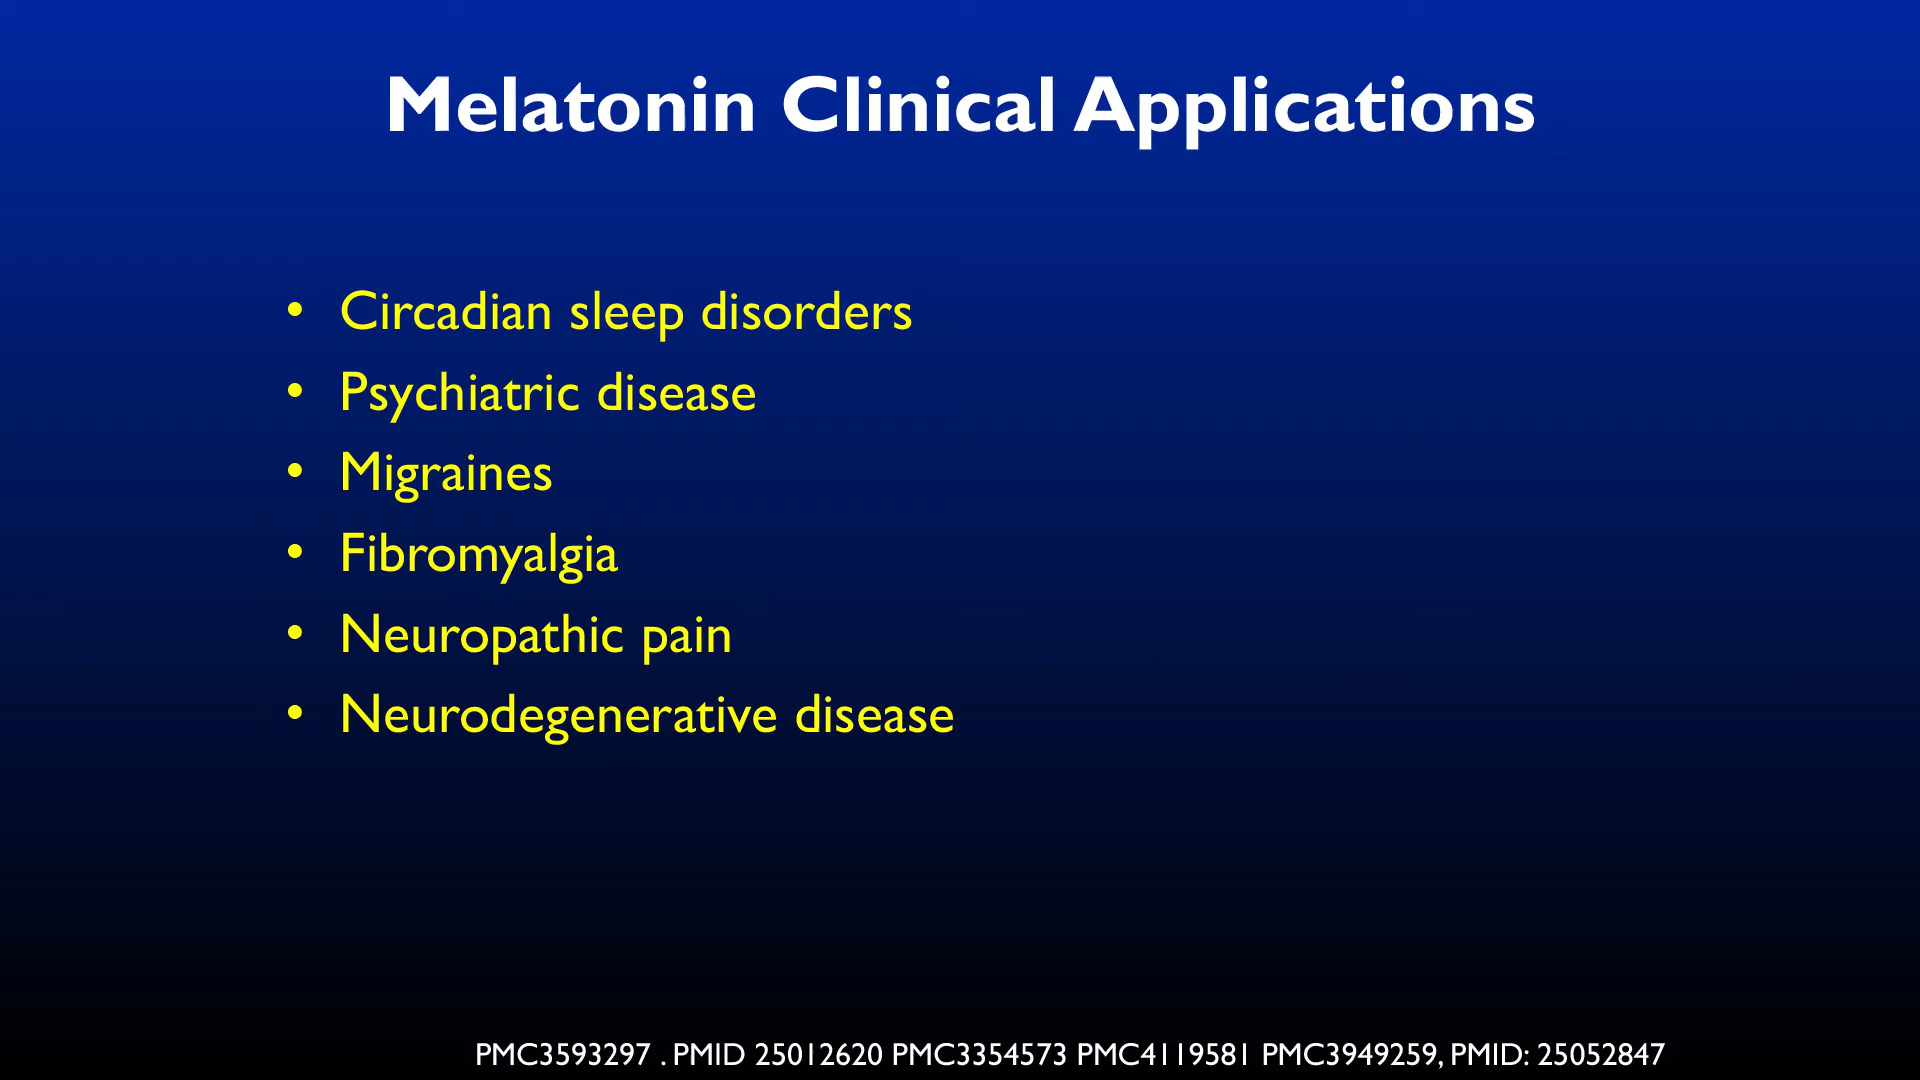 Melatonin Clinical Applications
• Circadian sleep disorders
• Psychiatric disease
• Migraines
• Fibromyalgia
• Neuropathic pain
• Neurodegenerative disease
PMC3593297 . PMID 25012620 PMC3354573 PMC4119581 PMC3949259, PMID: 25052847